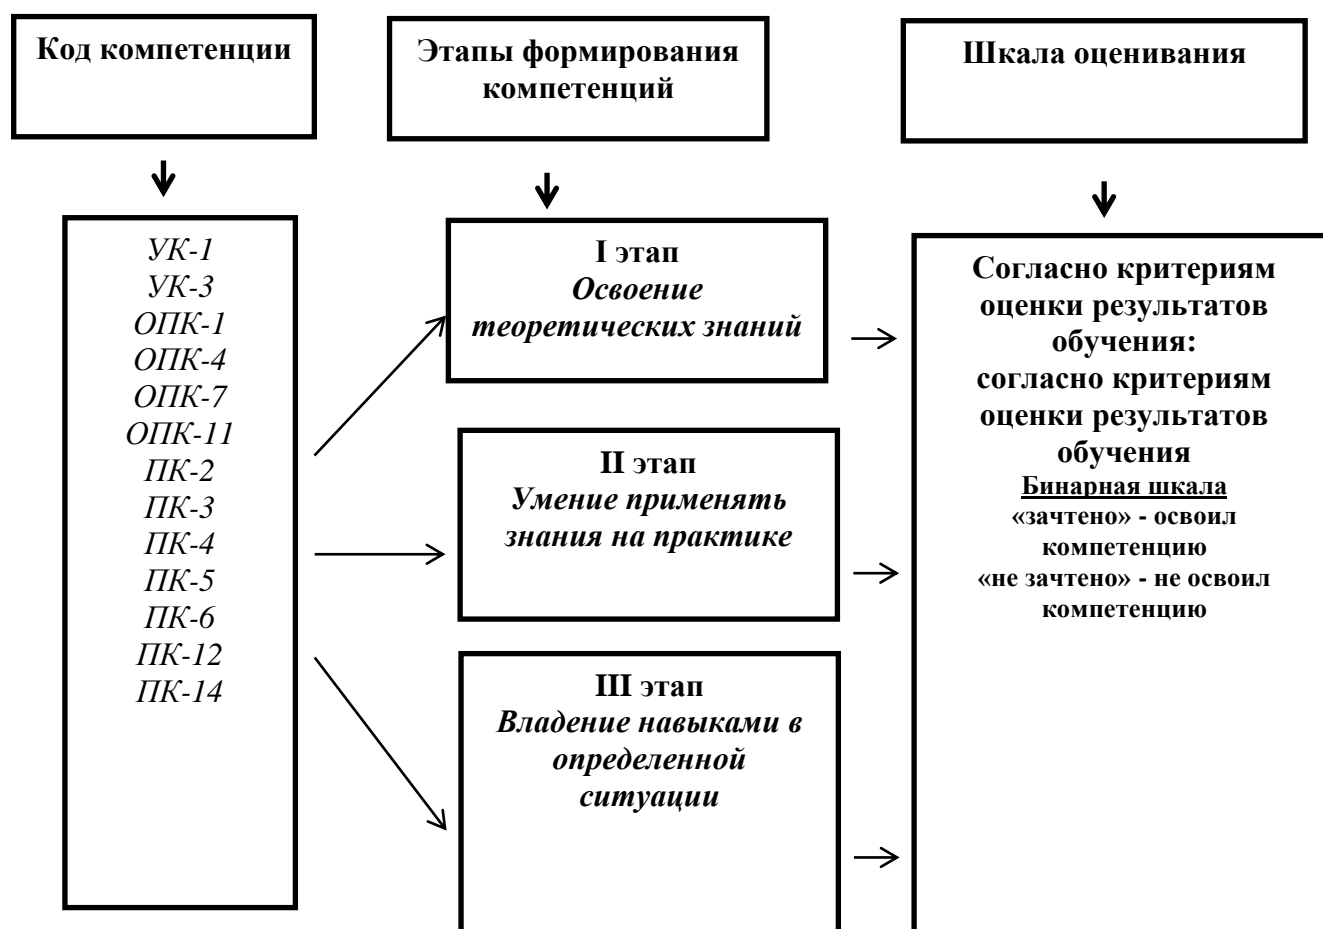 Код компетенции
Этапы формирования
компетенций
Шкала оценивания
УК-1
УК-3
ОПК-1
ОПК-4
ОПК-7
ОПК-11
ПК-2
ПК-3
ПК-4
ПК-5
ПК-6
ПК-12
ПК-14
I этап
Освоение
теоретических знаний
II этап
Умение применять
знания на практике
III этап
Владение навыками в
определенной
ситуации
Согласно критериям
оценки результатов
обучения:
согласно критериям
оценки результатов
обучения
Бинарная шкала
«зачтено» - освоил
компетенцию
«не зачтено» - не освоил
компетенцию